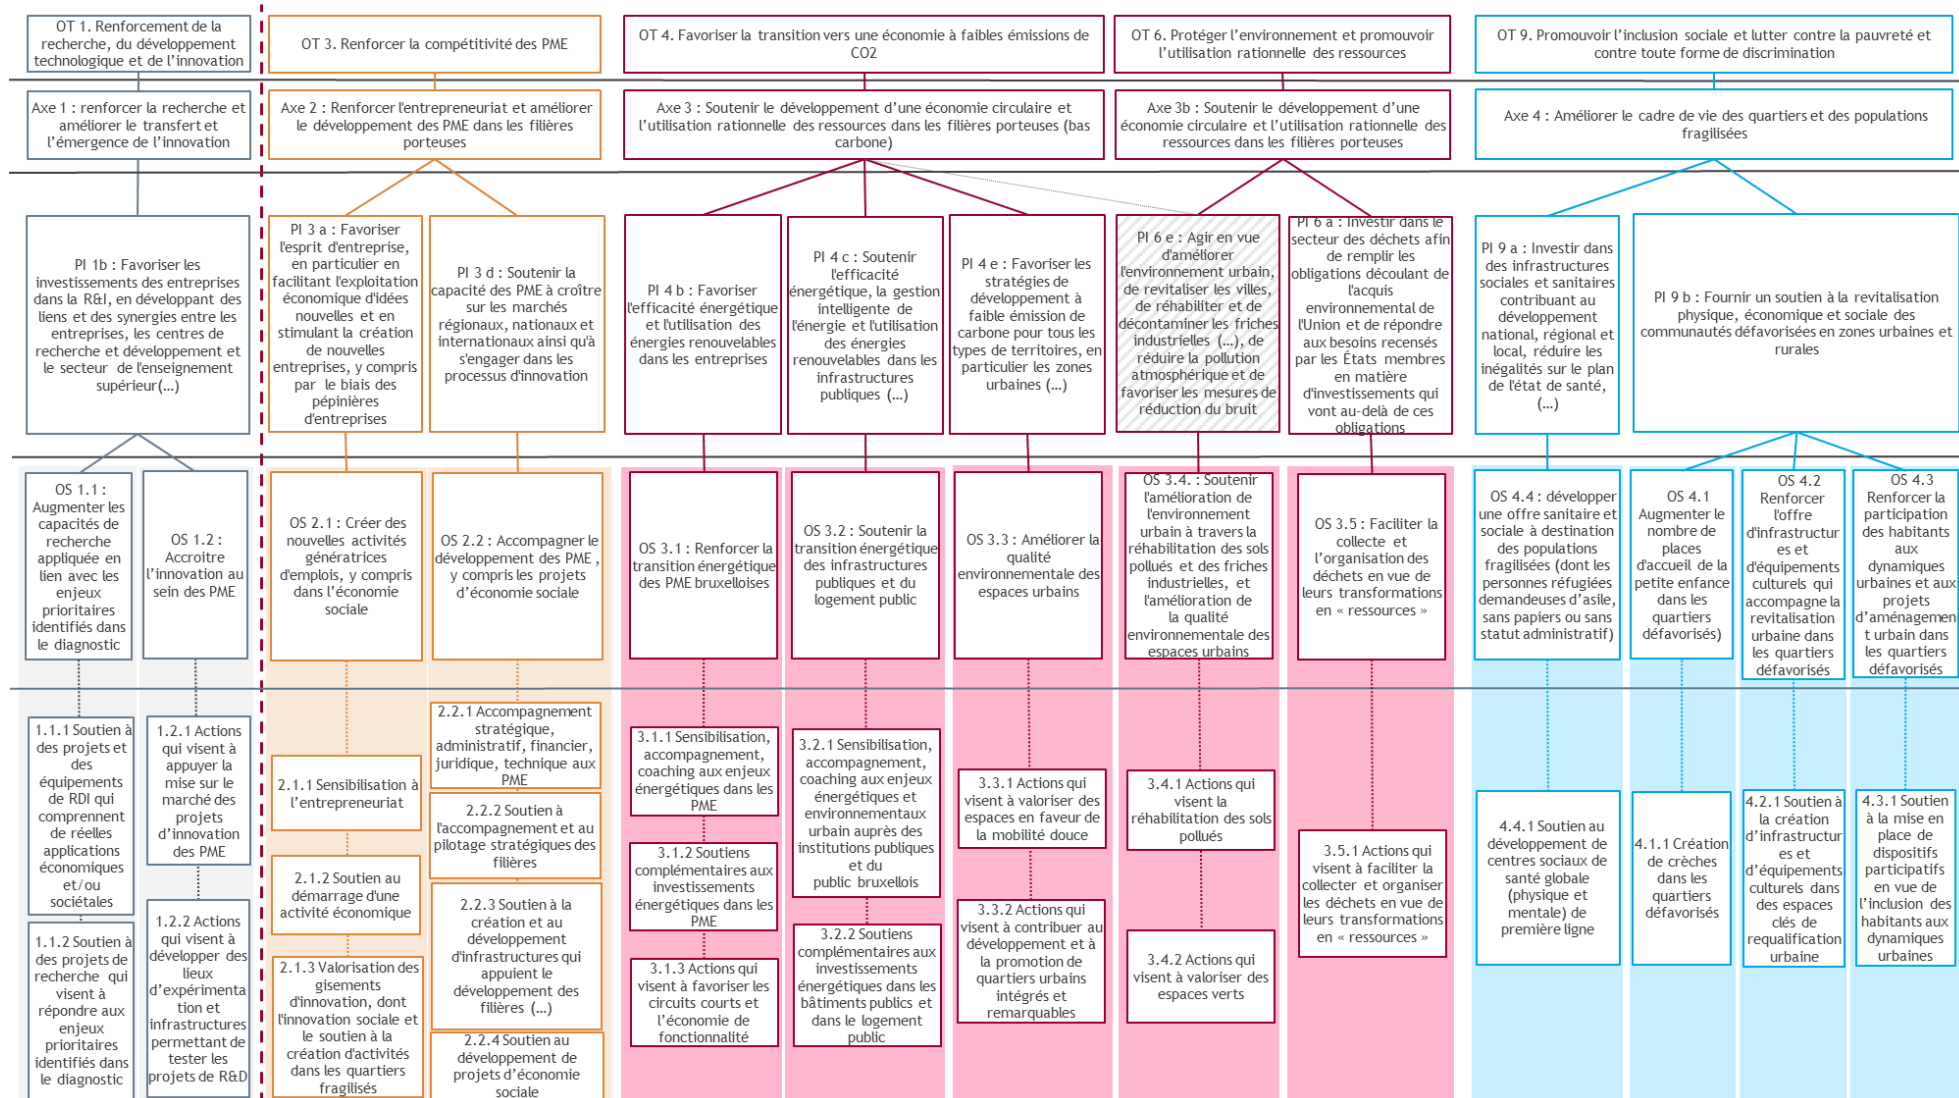 OT 1. Renforcement de la
recherche, du développement
technologique et de l’innovation
OT 3. Renforcer la compétitivité des PME
OT 4. Favoriser la transition vers une économie à faibles émissions de
CO2
OT 6. Protéger l’environnement et promouvoir
l’utilisation rationnelle des ressources
OT 9. Promouvoir l’inclusion sociale et lutter contre la pauvreté et
contre toute forme de discrimination
Axe 1 : renforcer la recherche et
améliorer le transfert et
l’émergence de l’innovation
Axe 2 : Renforcer l'entrepreneuriat et améliorer
le développement des PME dans les filières
porteuses
Axe 3 : Soutenir le développement d’une économie circulaire et
l’utilisation rationnelle des ressources dans les filières porteuses (bas
carbone)
Axe 3b : Soutenir le développement d’une
économie circulaire et l’utilisation rationnelle des
ressources dans les filières porteuses
Axe 4 : Améliorer le cadre de vie des quartiers et des populations
fragilisées
PI 1b : Favoriser les
investissements des entreprises
dans la R&I, en développant des
liens et des synergies entre les
entreprises, les centres de
recherche et développement et
le secteur de l'enseignement
supérieur(…)
PI 3 a : Favoriser
l'esprit d'entreprise,
en particulier en
facilitant l'exploitation
économique d'idées
nouvelles et en
stimulant la création
de nouvelles
entreprises, y compris
par le biais des
pépinières
d'entreprises
PI 3 d : Soutenir la
capacité des PME à croître
sur les marchés
régionaux, nationaux et
internationaux ainsi qu'à
s'engager dans les
processus d'innovation
PI 4 b : Favoriser
l'efficacité énergétique
et l'utilisation des
énergies renouvelables
dans les entreprises
PI 4 c : Soutenir
l'efficacité
énergétique, la gestion
intelligente de
l'énergie et l'utilisation
des énergies
renouvelables dans les
infrastructures
publiques (…)
PI 4 e : Favoriser les
stratégies de
développement à
faible émission de
carbone pour tous les
types de territoires, en
particulier les zones
urbaines (…)
PI 6 e : Agir en vue
d'améliorer
l'environnement urbain,
de revitaliser les villes,
de réhabiliter et de
décontaminer les friches
industrielles (…), de
réduire la pollution
atmosphérique et de
favoriser les mesures de
réduction du bruit
PI 6 a : Investir dans le
secteur des déchets afin
de remplir les
obligations découlant de
l'acquis
environnemental de
l'Union et de répondre
aux besoins recensés
par les États membres
en matière
d'investissements qui
vont au-delà de ces
obligations
PI 9 a : Investir dans
des infrastructures
sociales et sanitaires
contribuant au
développement
national, régional et
local, réduire les
inégalités sur le plan
de l'état de santé,
(…)
PI 9 b : Fournir un soutien à la revitalisation
physique, économique et sociale des
communautés défavorisées en zones urbaines et
rurales
OS 1.1 :
Augmenter les
capacités de
recherche
appliquée en
lien avec les
enjeux
prioritaires
identifiés dans
le diagnostic
OS 1.2 :
Accroitre
l’innovation au
sein des PME
OS 2.1 : Créer des
nouvelles activités
génératrices
d'emplois, y compris
dans l’économie
sociale
OS 2.2 : Accompagner le
développement des PME ,
y compris les projets
d’économie sociale
OS 3.1 : Renforcer la
transition énergétique
des PME bruxelloises
OS 3.2 : Soutenir la
transition énergétique
des infrastructures
publiques et du
logement public
OS 3.3 : Améliorer la
qualité
environnementale des
espaces urbains
OS 3.4. : Soutenir
l'amélioration de
l'environnement
urbain à travers la
réhabilitation des sols
pollués et des friches
industrielles, et
l'amélioration de
la qualité
environnementale des
espaces urbains
OS 3.5 : Faciliter la
collecte et
l’organisation des
déchets en vue de
leurs transformations
en « ressources »
OS 4.4 : développer
une offre sanitaire et
sociale à destination
des populations
fragilisées (dont les
personnes réfugiées
demandeuses d’asile,
sans papiers ou sans
statut administratif)
OS 4.1
Augmenter le
nombre de
places
d'accueil de la
petite enfance
dans les
quartiers
défavorisés)
OS 4.2
Renforcer
l'offre
d'infrastructur
es et
d'équipements
culturels qui
accompagne la
revitalisation
urbaine dans
les quartiers
défavorisés
OS 4.3
Renforcer la
participation
des habitants
aux
dynamiques
urbaines et aux
projets
d’aménagemen
t urbain dans
les quartiers
défavorisés
1.1.1 Soutien à
des projets et
des
équipements
de RDI qui
comprennent
de réelles
applications
économiques
et/ou
sociétales
1.1.2 Soutien à
des projets de
recherche qui
visent à
répondre aux
enjeux
prioritaires
identifiés dans
le diagnostic
1.2.1 Actions
qui visent à
appuyer la
mise sur le
marché des
projets
d’innovation
des PME
1.2.2 Actions
qui visent à
développer des
lieux
d’expérimenta
tion et
infrastructures
permettant de
tester les
projets de R&D
2.1.1 Sensibilisation à
l’entrepreneuriat
2.1.2 Soutien au
démarrage d'une
activité économique
2.1.3 Valorisation des
gisements
d'innovation, dont
l'innovation sociale et
le soutien à la
création d'activités
dans les quartiers
fragilisés
2.2.1 Accompagnement
stratégique,
administratif, financier,
juridique, technique aux
PME
2.2.2 Soutien à
l'accompagnement et au
pilotage stratégiques des
filières
2.2.3 Soutien à la
création et au
développement
d'infrastructures qui
appuient le
développement des
filières (…)
2.2.4 Soutien au
développement de
projets d’économie
sociale
3.1.1 Sensibilisation,
accompagnement,
coaching aux enjeux
énergétiques dans les
PME
3.1.2 Soutiens
complémentaires aux
investissements
énergétiques dans les
PME
3.1.3 Actions qui
visent à favoriser les
circuits courts et
l’économie de
fonctionnalité
3.2.1 Sensibilisation,
accompagnement,
coaching aux enjeux
énergétiques et
environnementaux
urbain auprès des
institutions publiques
et du
public bruxellois
3.2.2 Soutiens
complémentaires aux
investissements
énergétiques dans les
bâtiments publics et
dans le logement
public
3.3.1 Actions qui
visent à valoriser des
espaces en faveur de
la mobilité douce
3.3.2 Actions qui
visent à contribuer au
développement et à
la promotion de
quartiers urbains
intégrés et
remarquables
3.4.1 Actions qui
visent la
réhabilitation des sols
pollués
3.4.2 Actions qui
visent à valoriser des
espaces verts
3.5.1 Actions qui
visent à faciliter la
collecter et organiser
les déchets en vue de
leurs transformations
en « ressources »
4.4.1 Soutien au
développement de
centres sociaux de
santé globale
(physique et
mentale) de
première ligne
4.1.1 Création
de crèches
dans les
quartiers
défavorisés
4.2.1 Soutien à
la création
d’infrastructur
es et
d’équipements
culturels dans
des espaces
clés de
requalification
urbaine
4.3.1 Soutien
à la mise en
place de
dispositifs
participatifs
en vue de
l’inclusion des
habitants aux
dynamiques
urbaines